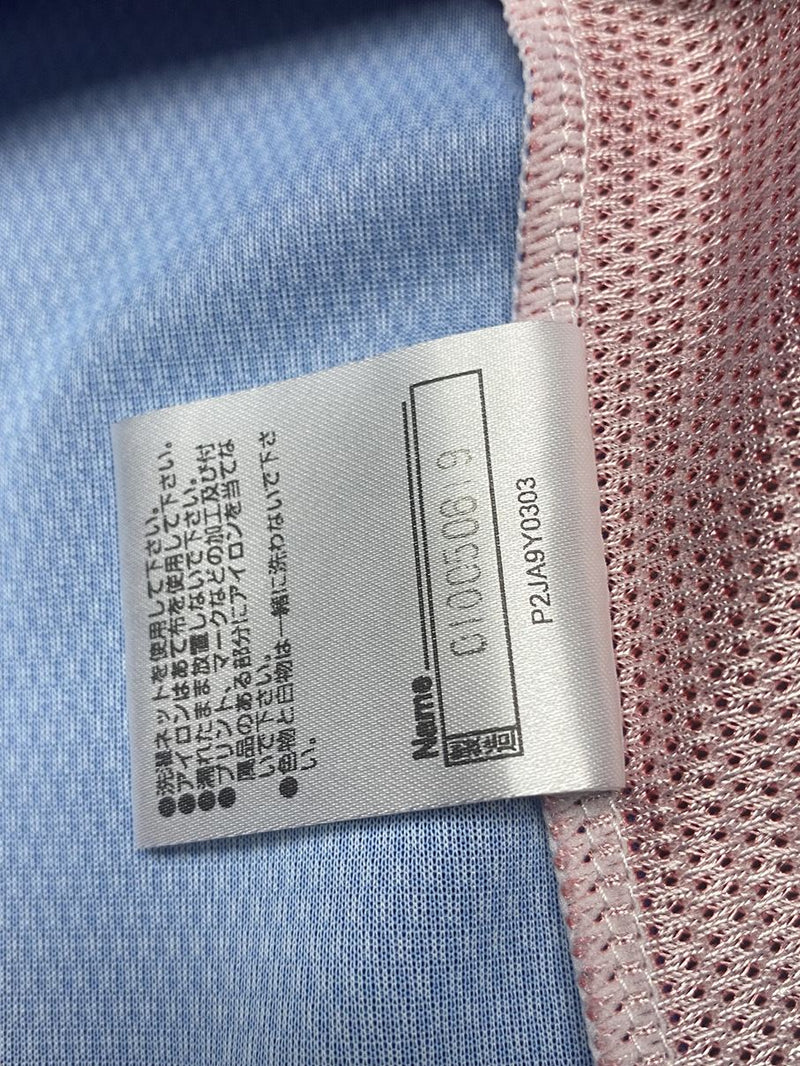 ●洗濯ネットを使用して下さい。
●アイロンはあて布を使用して下さい。
●濡れたまま放置しないで下さい。
●プリント、マークなどの加工及び付
属品のある部分にアイロンを当てな
いで下さい。
●色物と白物は一緒に洗わないで下さ
い。
Name
製造 010050819
P2JA9Y0303